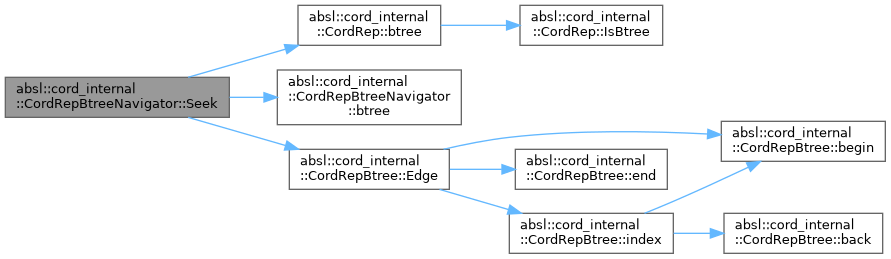 absl::cord_internal
::CordRepBtreeNavigator::Seek
absl::cord_internal
::CordRep::btree
absl::cord_internal
::CordRep::IsBtree
absl::cord_internal
::CordRepBtreeNavigator
::btree
absl::cord_internal
::CordRepBtree::Edge
absl::cord_internal
::CordRepBtree::end
absl::cord_internal
::CordRepBtree::index
absl::cord_internal
::CordRepBtree::begin
absl::cord_internal
::CordRepBtree::back